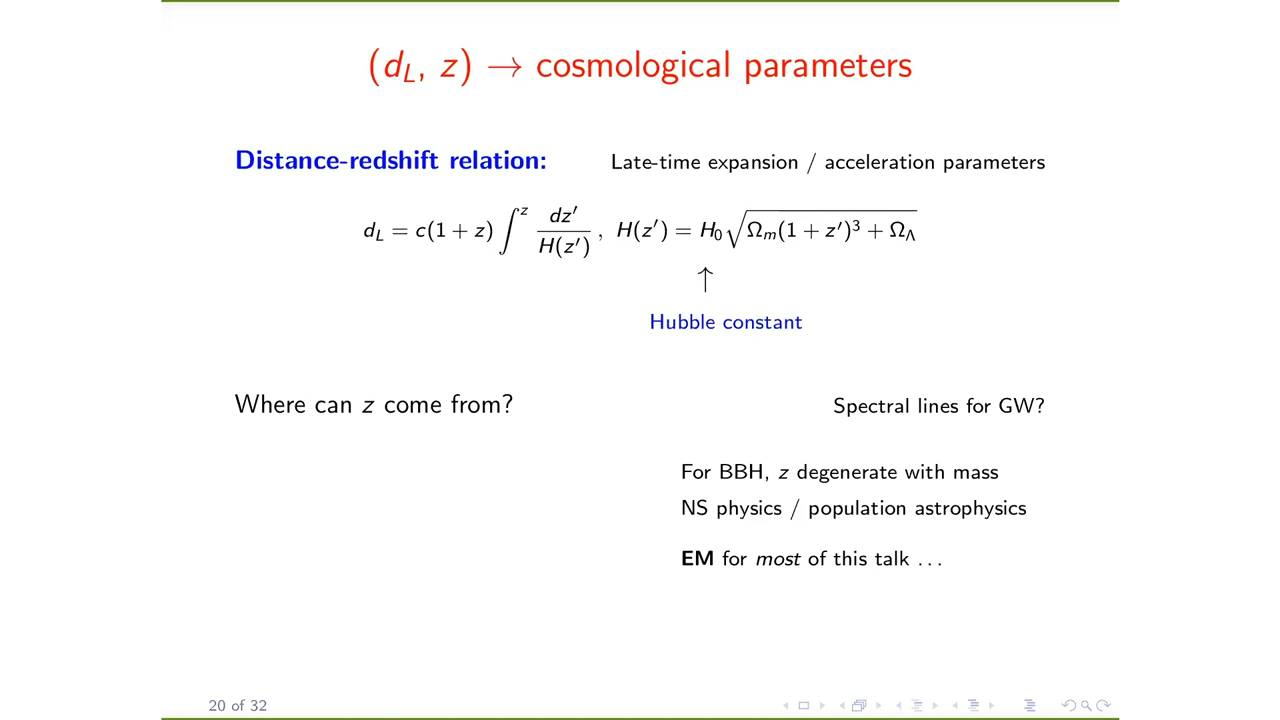 (d_L, z) → cosmological parameters
Distance-redshift relation: Late-time expansion / acceleration parameters
d_L = c(1 + z) ∫^z dz′ / H(z′) , H(z′) = H_0 √(Ω_m(1 + z′)^3 + Ω_Λ)
↑
Hubble constant
Where can z come from? Spectral lines for GW?
For BBH, z degenerate with mass
NS physics / population astrophysics
EM for most of this talk . . .
20 of 32